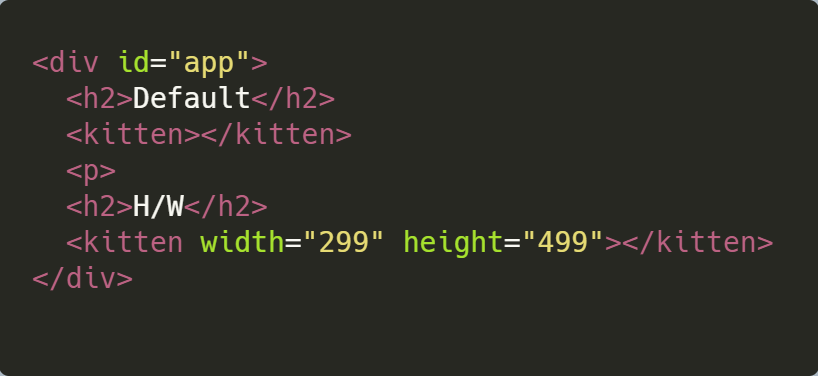 <div id="app">
  <h2>Default</h2>
  <kitten></kitten>
  <p>
  <h2>H/W</h2>
  <kitten width="299" height="499"></kitten>
</div>